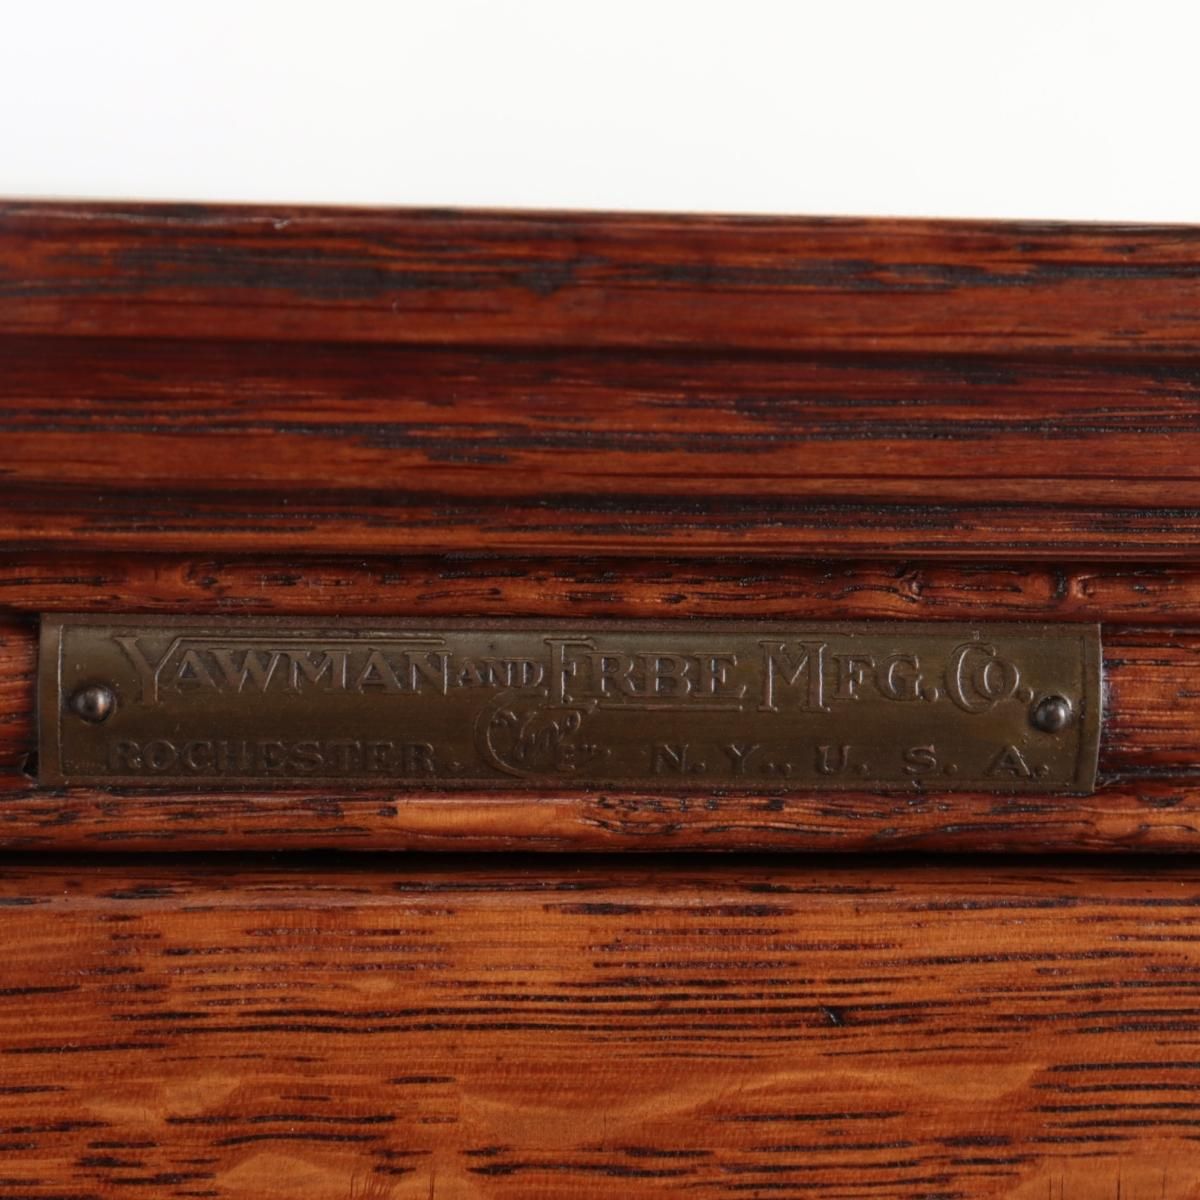 YAWMAN AND ERBE MFG. CO.
ROCHESTER. N.Y., U. S. A.